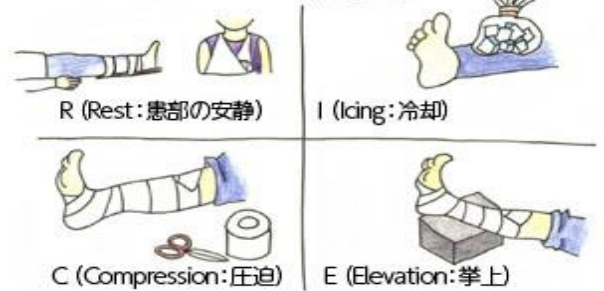 R (Rest:患部の安静)
I (Icing:冷却)
C (Compression:圧迫)
E (Elevation:挙上)